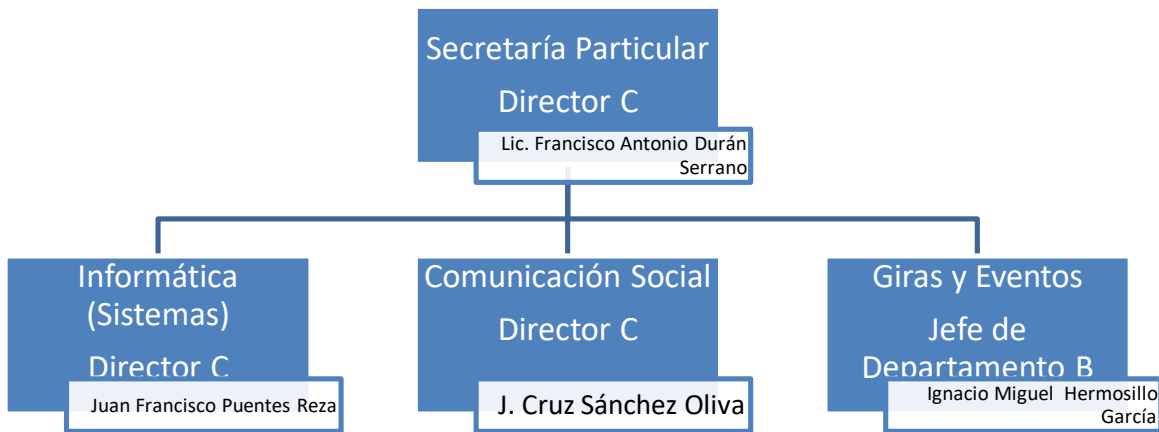 Secretaría Particular
Director C
Lic. Francisco Antonio Durán
Serrano
Informática
(Sistemas)
Director C
Juan Francisco Puentes Reza
Comunicación Social
Director C
J. Cruz Sánchez Oliva
Giras y Eventos
Jefe de
Departamento B
Ignacio Miguel Hermosillo
García